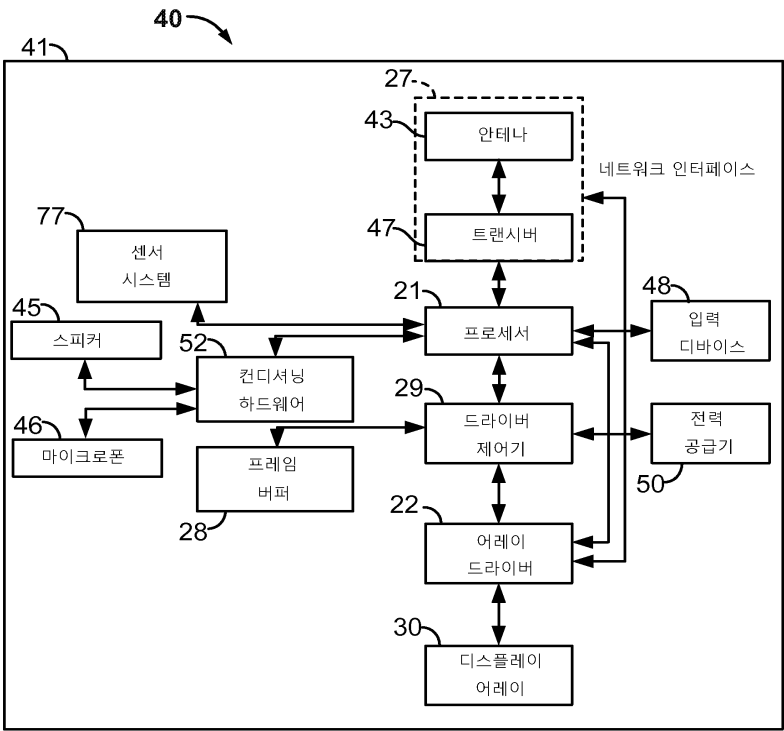 40
41
27
43
안테나
네트워크 인터페이스
47
트랜시버
77
센서
시스템
21
프로세서
48
입력
디바이스
45
스피커
52
컨디셔닝
하드웨어
29
드라이버
제어기
전력
공급기
50
46
마이크로폰
프레임
버퍼
28
22
어레이
드라이버
30
디스플레이
어레이